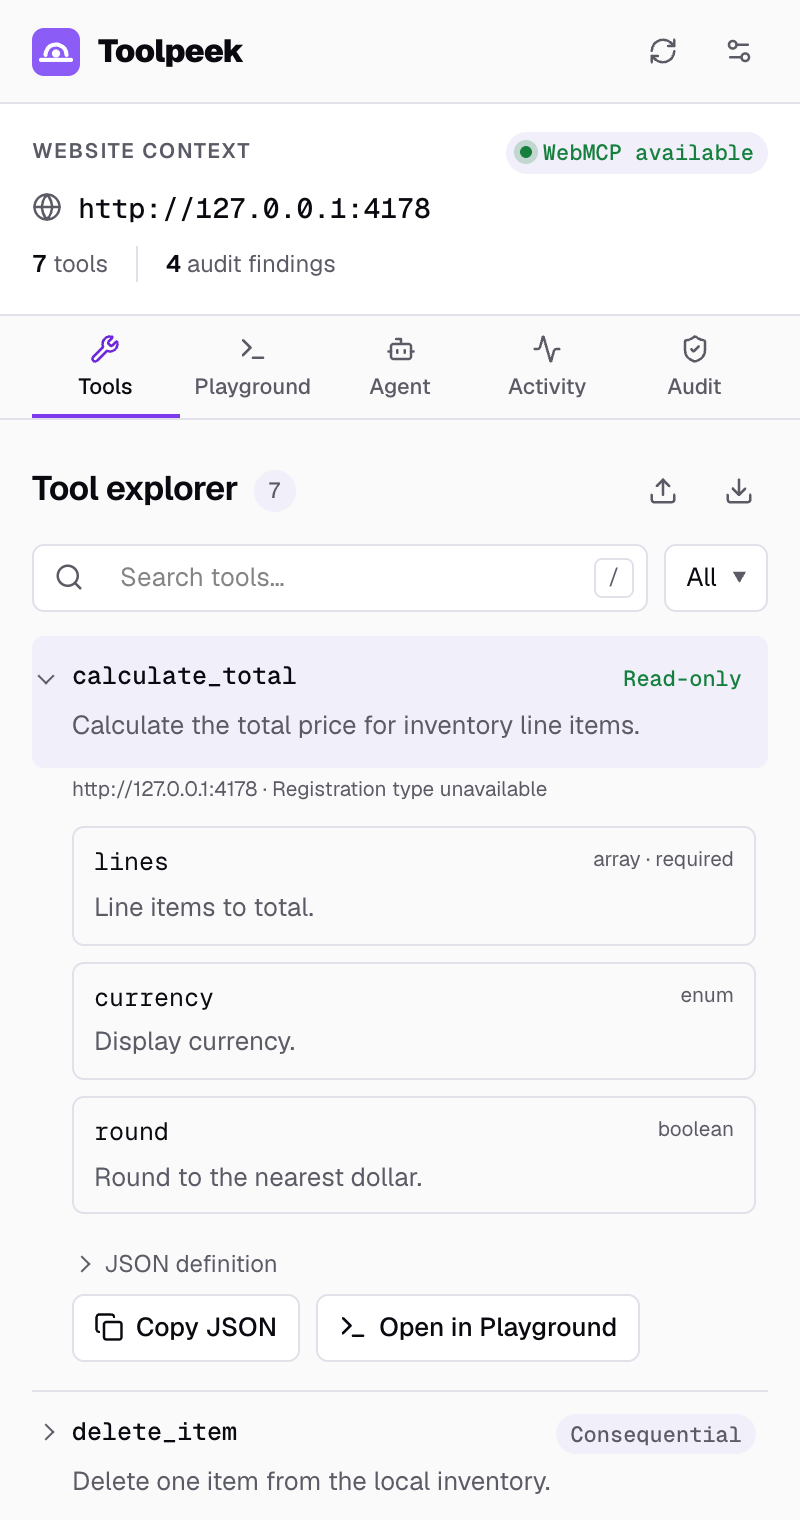 Toolpeek
WEBSITE CONTEXT
WebMCP available
http://127.0.0.1:4178
7 tools
4 audit findings
Tools
Playground
Agent
Activity
Audit
Tool explorer 7
Search tools…
/
All
calculate_total
Read-only
Calculate the total price for inventory line items.
http://127.0.0.1:4178 · Registration type unavailable
lines
array · required
Line items to total.
currency
enum
Display currency.
round
boolean
Round to the nearest dollar.
JSON definition
Copy JSON
Open in Playground
delete_item
Consequential
Delete one item from the local inventory.